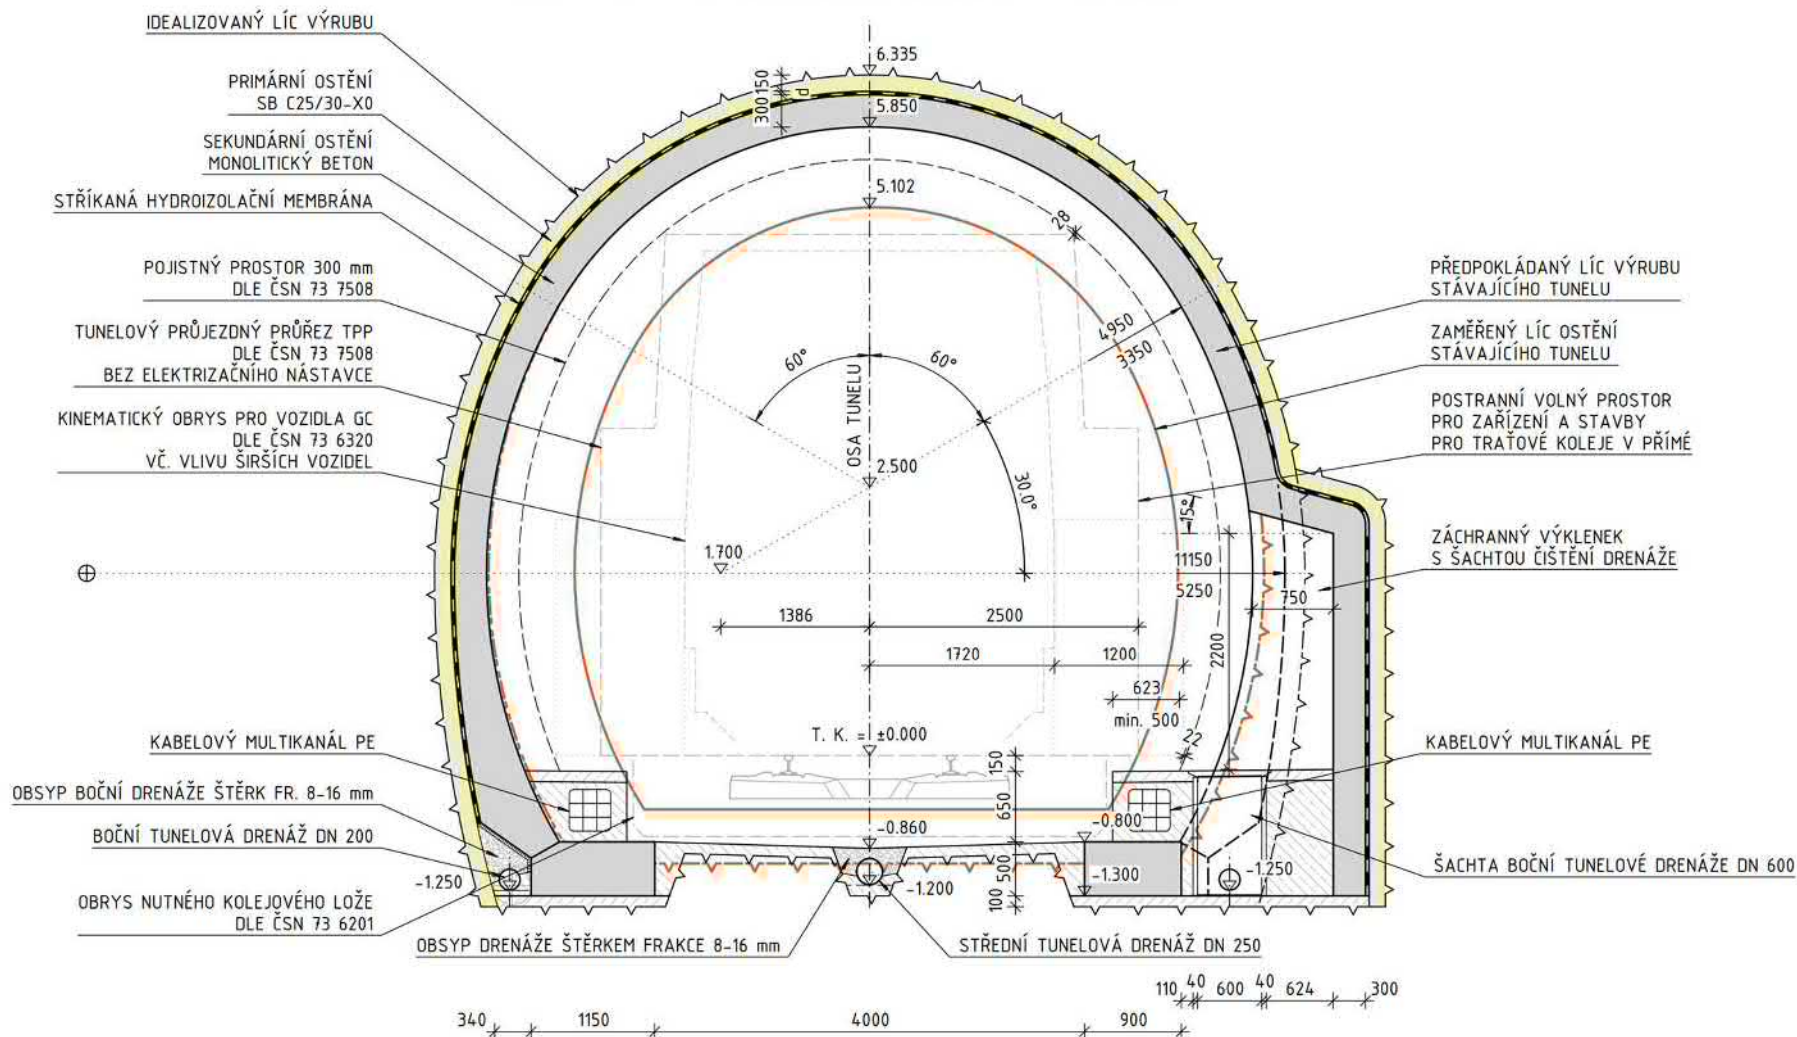 IDEALIZOVANÝ LÍC VÝRUBU
PRIMÁRNÍ OSTĚNÍ
SB C25/30-X0
SEKUNDÁRNÍ OSTĚNÍ
MONOLITICKÝ BETON
STŘÍKANÁ HYDROIZOLAČNÍ MEMBRÁNA
POJISTNÝ PROSTOR 300 mm
DLE ČSN 73 7508
TUNELOVÝ PRŮJEZDNÝ PRŮŘEZ TPP
DLE ČSN 73 7508
BEZ ELEKTRIZAČNÍHO NÁSTAVCE
KINEMATICKÝ OBRYS PRO VOZIDLA GC
DLE ČSN 73 6320
VČ. VLIVU ŠIRŠÍCH VOZIDEL
KABELOVÝ MULTIKANÁL PE
OBSYP BOČNÍ DRENÁŽE ŠTĚRK FR. 8-16 mm
BOČNÍ TUNELOVÁ DRENÁŽ DN 200
OBRYS NUTNÉHO KOLEJOVÉHO LOŽE
DLE ČSN 73 6201
6.335
150
d
300
5.850
5.102
28
4950
3350
60°
60°
OSA TUNELU
2.500
30.0°
15°
1.700
11150
5250
750
1386
2500
2200
1720
1200
623
min. 500
22
T. K. = ±0.000
150
650
-0.860
-0.800
500
-1.250
-1.200
-1.300
-1.250
100
PŘEDPOKLÁDANÝ LÍC VÝRUBU
STÁVAJÍCÍHO TUNELU
ZAMĚŘENÝ LÍC OSTĚNÍ
STÁVAJÍCÍHO TUNELU
POSTRANNÍ VOLNÝ PROSTOR
PRO ZAŘÍZENÍ A STAVBY
PRO TRAŤOVÉ KOLEJE V PŘÍMÉ
ZÁCHRANNÝ VÝKLENEK
S ŠACHTOU ČIŠTĚNÍ DRENÁŽE
KABELOVÝ MULTIKANÁL PE
ŠACHTA BOČNÍ TUNELOVÉ DRENÁŽE DN 600
OBSYP DRENÁŽE ŠTĚRKEM FRAKCE 8-16 mm
STŘEDNÍ TUNELOVÁ DRENÁŽ DN 250
110 40 600 40 624 300
340 1150 4000 900